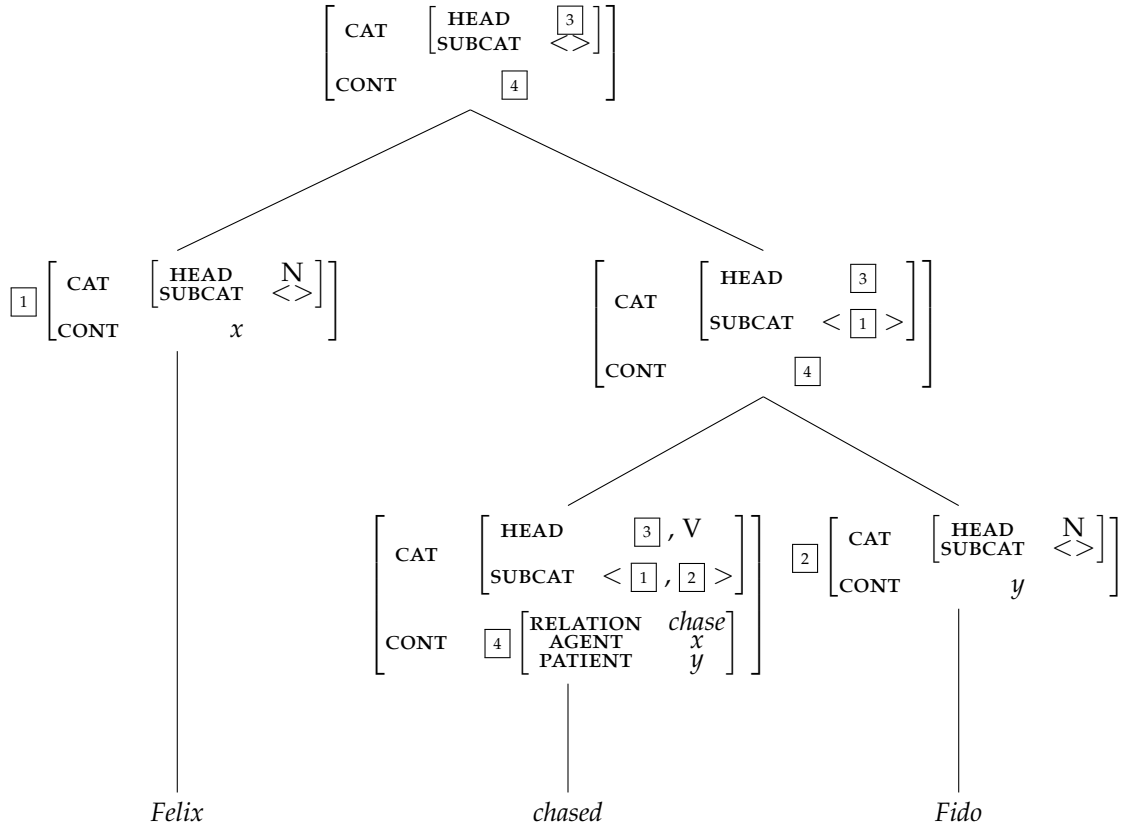 HEAD 3
CAT
SUBCAT < >
CONT 4
HEAD N
CAT
SUBCAT < >
1
CONT x
HEAD 3
CAT
SUBCAT < 1 >
CONT 4
HEAD 3 , V
CAT
SUBCAT < 1 , 2 >
RELATION chase
CONT 4 AGENT x
PATIENT y
HEAD N
CAT
SUBCAT < >
2
CONT y
Felix chased Fido